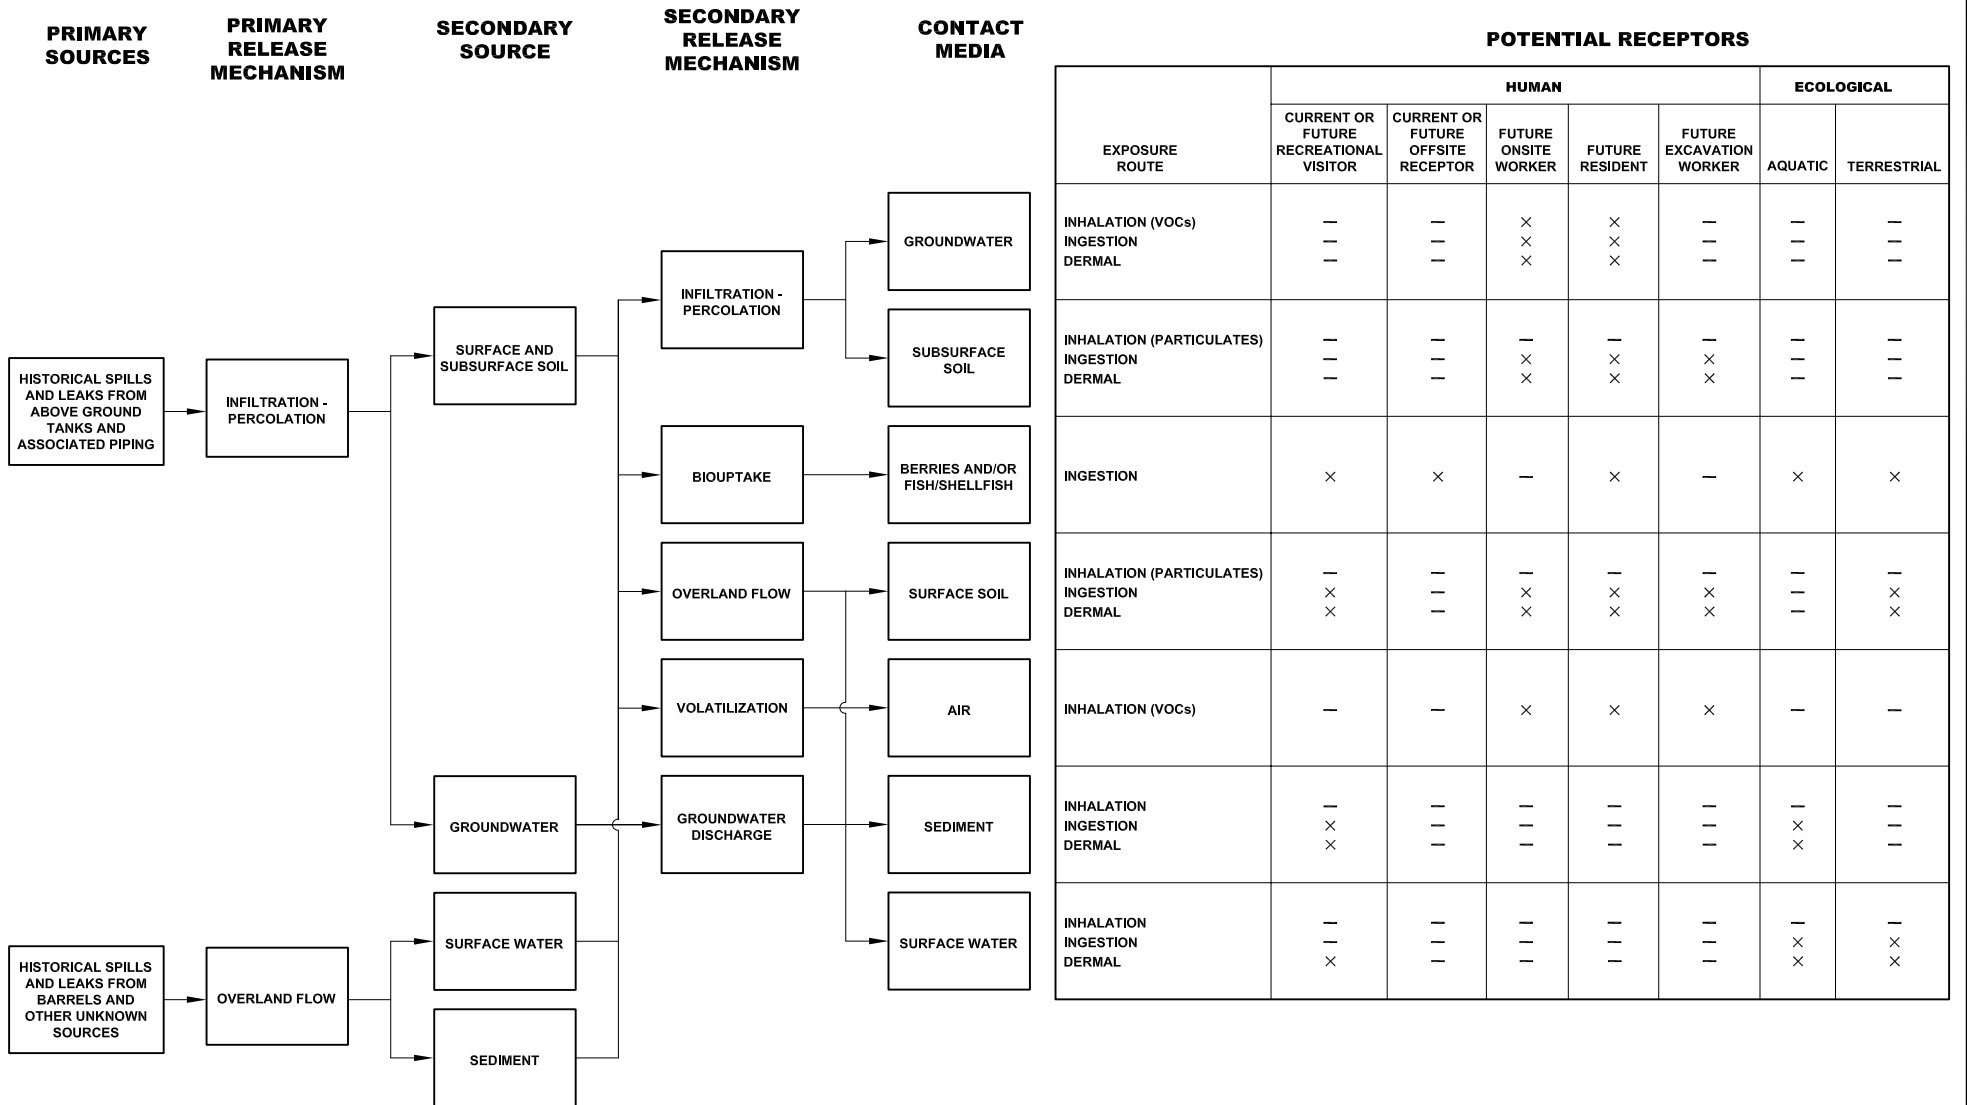 PRIMARY
SOURCES
PRIMARY
RELEASE
MECHANISM
SECONDARY
SOURCE
SECONDARY
RELEASE
MECHANISM
CONTACT
MEDIA
POTENTIAL RECEPTORS
HISTORICAL SPILLS
AND LEAKS FROM
ABOVE GROUND
TANKS AND
ASSOCIATED PIPING
HISTORICAL SPILLS
AND LEAKS FROM
BARRELS AND
OTHER UNKNOWN
SOURCES
INFILTRATION -
PERCOLATION
OVERLAND FLOW
SURFACE AND
SUBSURFACE SOIL
GROUNDWATER
SURFACE WATER
SEDIMENT
INFILTRATION -
PERCOLATION
BIOUPTAKE
OVERLAND FLOW
VOLATILIZATION
GROUNDWATER
DISCHARGE
GROUNDWATER
SUBSURFACE
SOIL
BERRIES AND/OR
FISH/SHELLFISH
SURFACE SOIL
AIR
SEDIMENT
SURFACE WATER
HUMAN
ECOLOGICAL
EXPOSURE
ROUTE
CURRENT OR
FUTURE
RECREATIONAL
VISITOR
CURRENT OR
FUTURE
OFFSITE
RECEPTOR
FUTURE
ONSITE
WORKER
FUTURE
RESIDENT
FUTURE
EXCAVATION
WORKER
AQUATIC
TERRESTRIAL
INHALATION (VOCs) — — × × — — —
INGESTION — — × × — — —
DERMAL — — × × — — —
INHALATION (PARTICULATES) — — — — — — —
INGESTION — — × × × — —
DERMAL — — × × × — —
INGESTION × × — × — × ×
INHALATION (PARTICULATES) — — — — — — —
INGESTION × — × × × — ×
DERMAL × — × × × — ×
INHALATION (VOCs) — — × × × — —
INHALATION — — — — — — —
INGESTION × — — — — × —
DERMAL × — — — — × —
INHALATION — — — — — — —
INGESTION — — — — — × ×
DERMAL × — — — — × ×